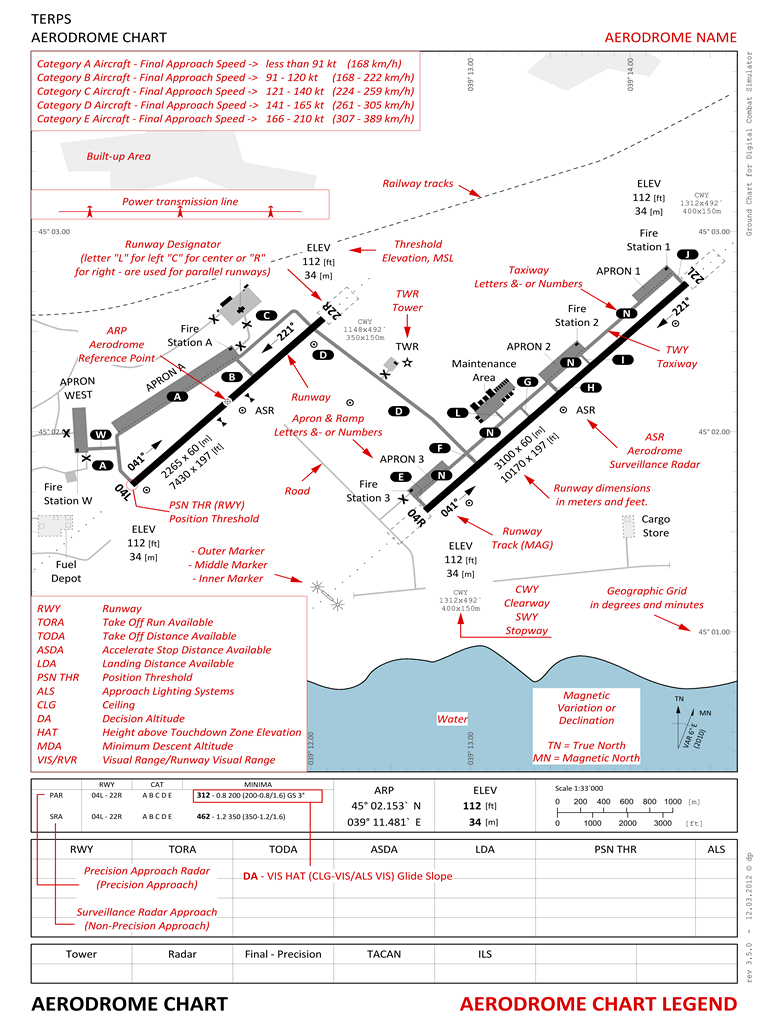 TERPS
AERODROME CHART
AERODROME NAME
Category A Aircraft - Final Approach Speed -> less than 91 kt (168 km/h)
Category B Aircraft - Final Approach Speed -> 91 - 120 kt (168 - 222 km/h)
Category C Aircraft - Final Approach Speed -> 121 - 140 kt (224 - 259 km/h)
Category D Aircraft - Final Approach Speed -> 141 - 165 kt (261 - 305 km/h)
Category E Aircraft - Final Approach Speed -> 166 - 210 kt (307 - 389 km/h)
039° 13.00
039° 14.00
Ground Chart for Digital Combat Simulator
Built-up Area
Railway tracks
Power transmission line
ELEV
112 [ft]
34 [m]
CWY
1312x492`
400x150m
45° 03.00
45° 03.00
Runway Designator
(letter "L" for left "C" for center or "R"
for right - are used for parallel runways)
ELEV
112 [ft]
34 [m]
Threshold
Elevation, MSL
Fire
Station 1
J
22L
221°
APRON 1
Taxiway
Letters &- or Numbers
N
TWR
Tower
22R
CWY
1148x492`
350x150m
C
221°
Fire
Station A
ARP
Aerodrome
Reference Point
Fire
Station 2
APRON 2
N
TWY
Taxiway
I
TWR
D
Maintenance
Area
G
H
APRON A
B
A
APRON
WEST
Runway
ASR
D
L
ASR
Apron & Ramp
Letters &- or Numbers
45° 02.00
45° 02.00
W
N
F
A
041°
2265 x 60 [m]
7430 x 197 [ft]
3100 x 60 [m]
10170 x 197 [ft]
ASR
Aerodrome
Surveillance Radar
APRON 3
E
N
Fire
Station 3
04L
Fire
Station W
Road
Runway dimensions
in meters and feet.
041°
04R
PSN THR (RWY)
Position Threshold
Fuel
Depot
ELEV
112 [ft]
34 [m]
Cargo
Store
Runway
Track (MAG)
ELEV
112 [ft]
34 [m]
- Outer Marker
- Middle Marker
- Inner Marker
CWY
1312x492`
400x150m
CWY
Clearway
SWY
Stopway
Geographic Grid
in degrees and minutes
45° 01.00
RWY Runway
TORA Take Off Run Available
TODA Take Off Distance Available
ASDA Accelerate Stop Distance Available
LDA Landing Distance Available
PSN THR Position Threshold
ALS Approach Lighting Systems
CLG Ceiling
DA Decision Altitude
HAT Height above Touchdown Zone Elevation
MDA Minimum Descent Altitude
VIS/RVR Visual Range/Runway Visual Range
039° 12.00
039° 13.00
Water
Magnetic
Variation or
Declination
TN = True North
MN = Magnetic North
TN
MN
VAR 6° E
(2010)
RWY CAT MINIMA
PAR 04L - 22R A B C D E 312 - 0.8 200 (200-0.8/1.6) GS 3°
SRA 04L - 22R A B C D E 462 - 1.2 350 (350-1.2/1.6)
ARP
45° 02.153` N
039° 11.481` E
ELEV
112 [ft]
34 [m]
Scale 1:33`000
0 200 400 600 800 1000 [m]
0 1000 2000 3000 [ft]
RWY TORA TODA ASDA LDA PSN THR ALS
Precision Approach Radar
(Precision Approach)
DA - VIS HAT (CLG-VIS/ALS VIS) Glide Slope
Surveillance Radar Approach
(Non-Precision Approach)
Tower Radar Final - Precision TACAN ILS
rev 3.5.0 - 12.03.2012 © dp
AERODROME CHART
AERODROME CHART LEGEND